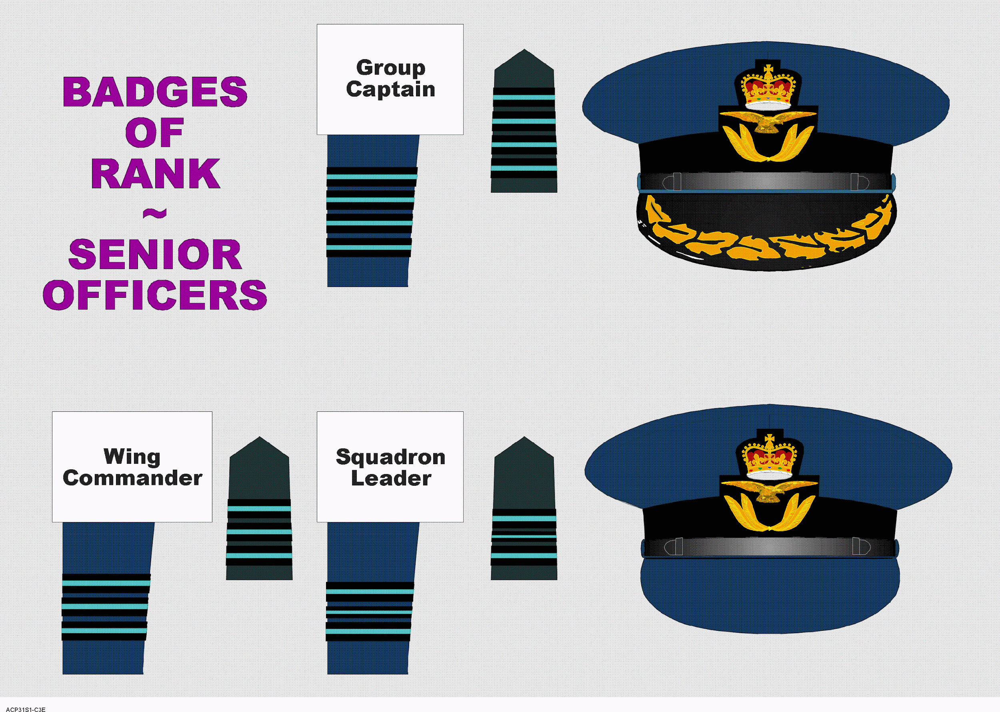 BADGES
OF
RANK
~
SENIOR
OFFICERS
Group
Captain
Wing
Commander
Squadron
Leader
ACP31S1-C3E